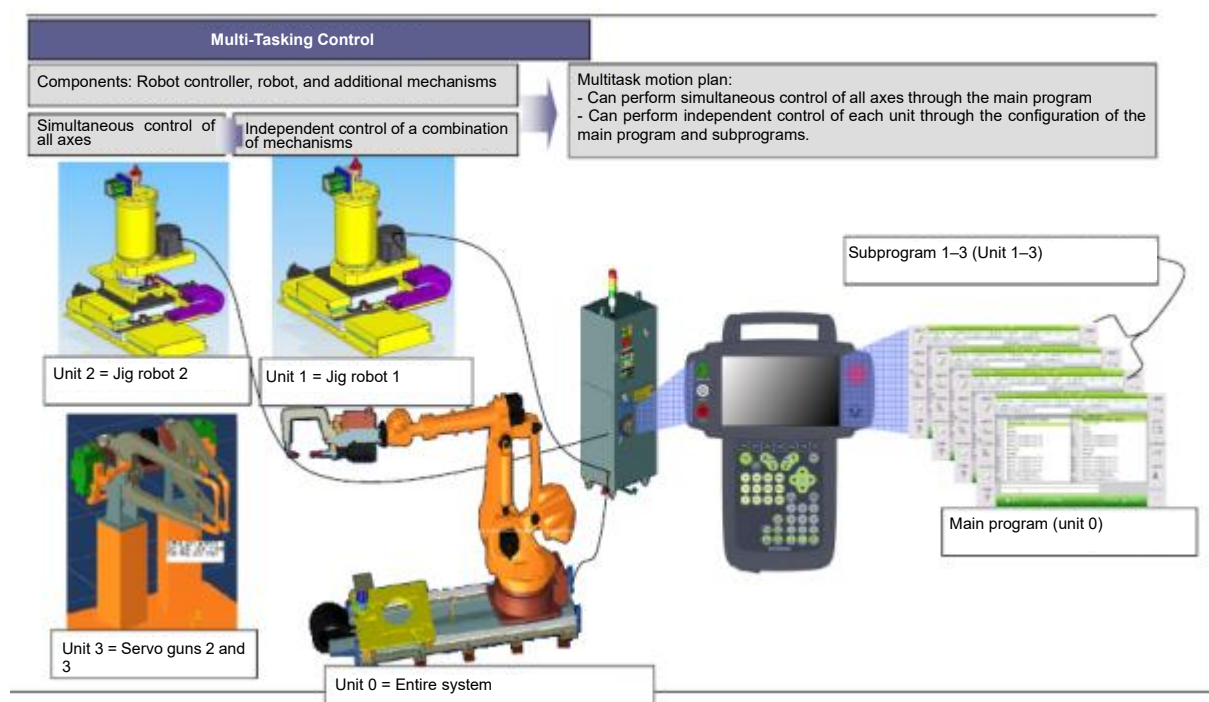 Multi-Tasking Control
Components: Robot controller, robot, and additional mechanisms
Simultaneous control of
all axes
Independent control of a combination
of mechanisms
Multitask motion plan:
- Can perform simultaneous control of all axes through the main program
- Can perform independent control of each unit through the configuration of the
main program and subprograms.
Subprogram 1–3 (Unit 1–3)
Unit 2 = Jig robot 2
Unit 1 = Jig robot 1
Main program (unit 0)
Unit 3 = Servo guns 2 and
3
Unit 0 = Entire system